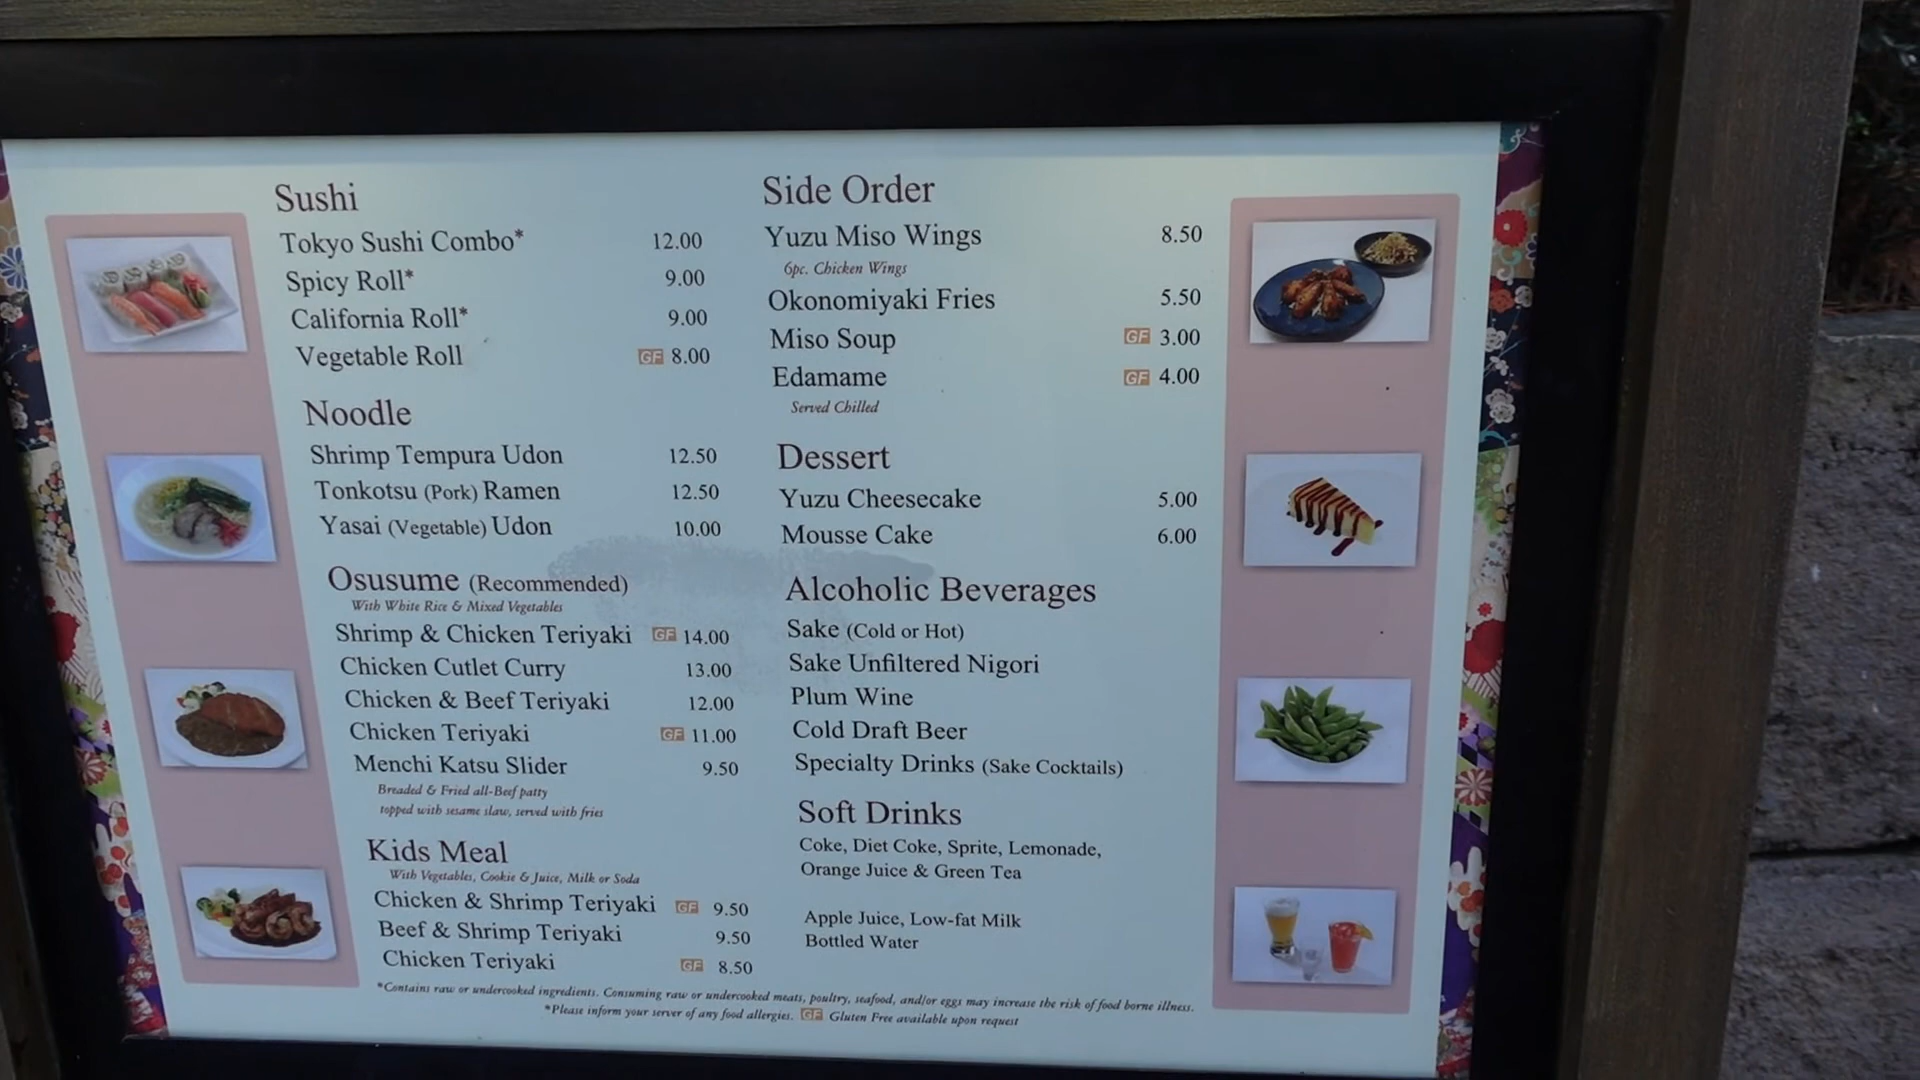 Sushi
Tokyo Sushi Combo* 12.00
Spicy Roll* 9.00
California Roll* 9.00
Vegetable Roll GF 8.00
Noodle
Shrimp Tempura Udon 12.50
Tonkotsu (Pork) Ramen 12.50
Yasai (Vegetable) Udon 10.00
Osusume (Recommended)
With White Rice & Mixed Vegetables
Shrimp & Chicken Teriyaki GF 14.00
Chicken Cutlet Curry 13.00
Chicken & Beef Teriyaki 12.00
Chicken Teriyaki GF 11.00
Menchi Katsu Slider 9.50
Breaded & Fried all-Beef patty
topped with sesame slaw, served with fries
Kids Meal
With Vegetables, Cookie & Juice, Milk or Soda
Chicken & Shrimp Teriyaki GF 9.50
Beef & Shrimp Teriyaki 9.50
Chicken Teriyaki GF 8.50
Side Order
Yuzu Miso Wings 8.50
6pc. Chicken Wings
Okonomiyaki Fries 5.50
Miso Soup GF 3.00
Edamame GF 4.00
Served Chilled
Dessert
Yuzu Cheesecake 5.00
Mousse Cake 6.00
Alcoholic Beverages
Sake (Cold or Hot)
Sake Unfiltered Nigori
Plum Wine
Cold Draft Beer
Specialty Drinks (Sake Cocktails)
Soft Drinks
Coke, Diet Coke, Sprite, Lemonade,
Orange Juice & Green Tea
Apple Juice, Low-fat Milk
Bottled Water
*Contains raw or undercooked ingredients. Consuming raw or undercooked meats, poultry, seafood, and/or eggs may increase the risk of food borne illness.
*Please inform your server of any food allergies. GF Gluten Free available upon request